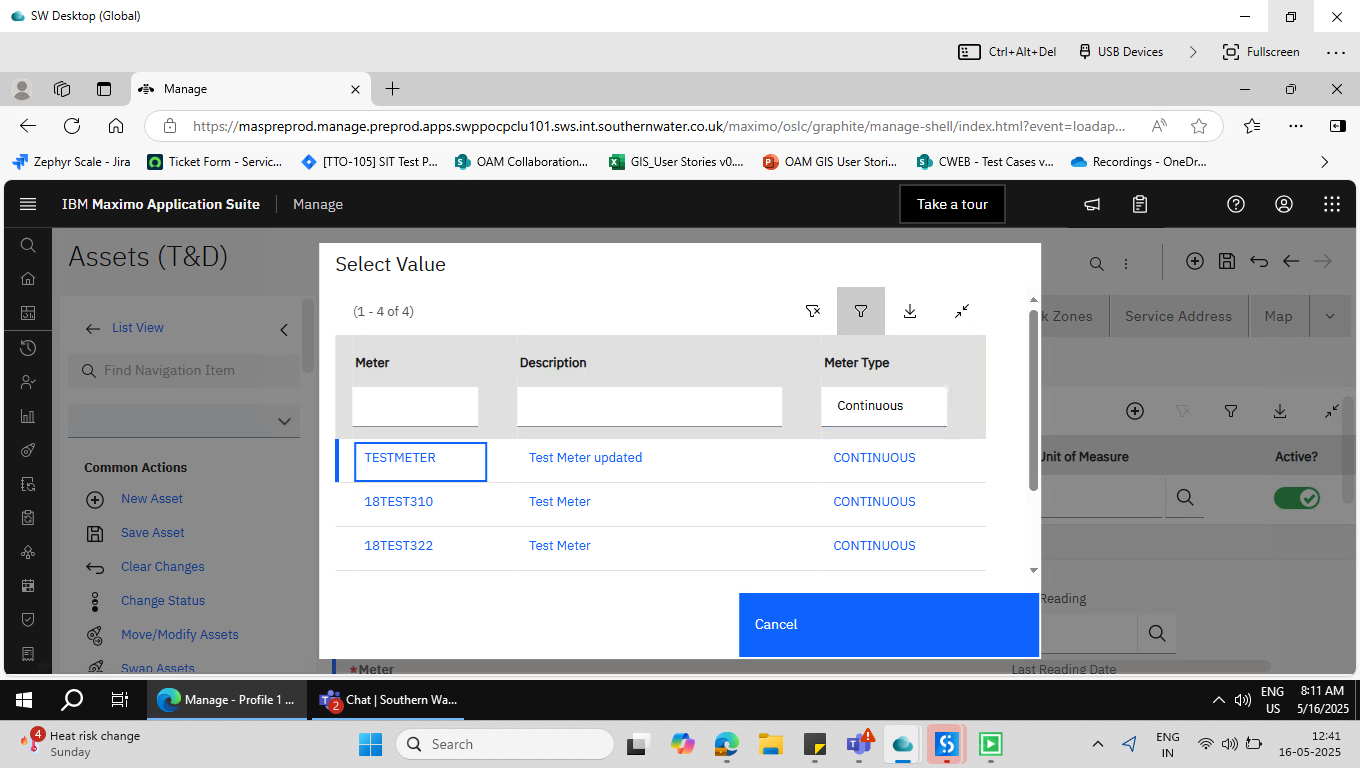 SW Desktop (Global)
Ctrl+Alt+Del
USB Devices
Fullscreen
Manage
https://maspreprod.manage.preprod.apps.swppocpclu101.sws.int.southernwater.co.uk/maximo/oslc/graphite/manage-shell/index.html?event=loadap...
Zephyr Scale - Jira
Ticket Form - Servic...
[TTO-105] SIT Test P...
OAM Collaboration...
GIS_User Stories v0....
OAM GIS User Stori...
CWEB - Test Cases v...
Recordings - OneDr...
IBM Maximo Application Suite
Manage
Take a tour
Assets (T&D)
List View
Find Navigation Item
Common Actions
New Asset
Save Asset
Clear Changes
Change Status
Move/Modify Assets
Swap Assets
Select Value
(1 - 4 of 4)
Meter
Description
Meter Type
Continuous
TESTMETER
Test Meter updated
CONTINUOUS
18TEST310
Test Meter
CONTINUOUS
18TEST322
Test Meter
CONTINUOUS
Cancel
Zones
Service Address
Map
Unit of Measure
Active?
Reading
*Meter
Last Reading Date
Manage - Profile 1 ...
2
Chat | Southern Wa...
ENG
US
8:11 AM
5/16/2025
4
Heat risk change
Sunday
Search
ENG
IN
12:41
16-05-2025